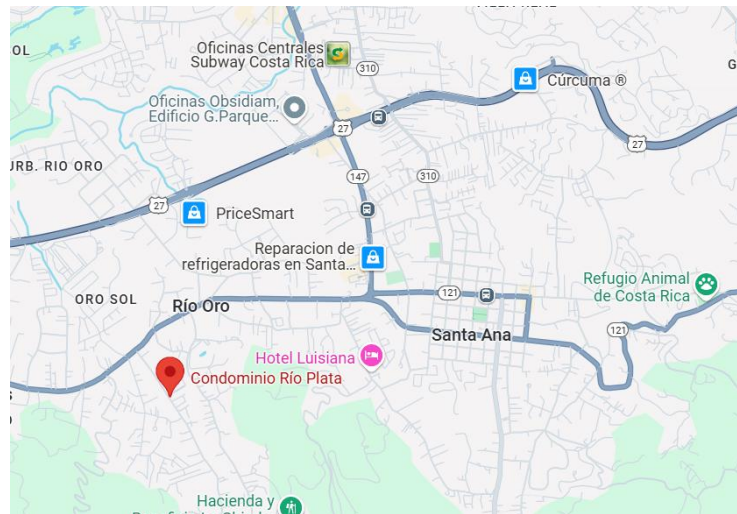 OL
Oficinas Centrales
Subway Costa Rica
310
Cúrcuma ®
G
Oficinas Obsidiam,
Edificio G.Parque...
27
27
URB. RIO ORO
147
310
27
PriceSmart
Reparacion de
refrigeradoras en Santa...
Refugio Animal
de Costa Rica
ORO SOL
Río Oro
121
Santa Ana
121
Hotel Luisiana
Condominio Río Plata
Hacienda y